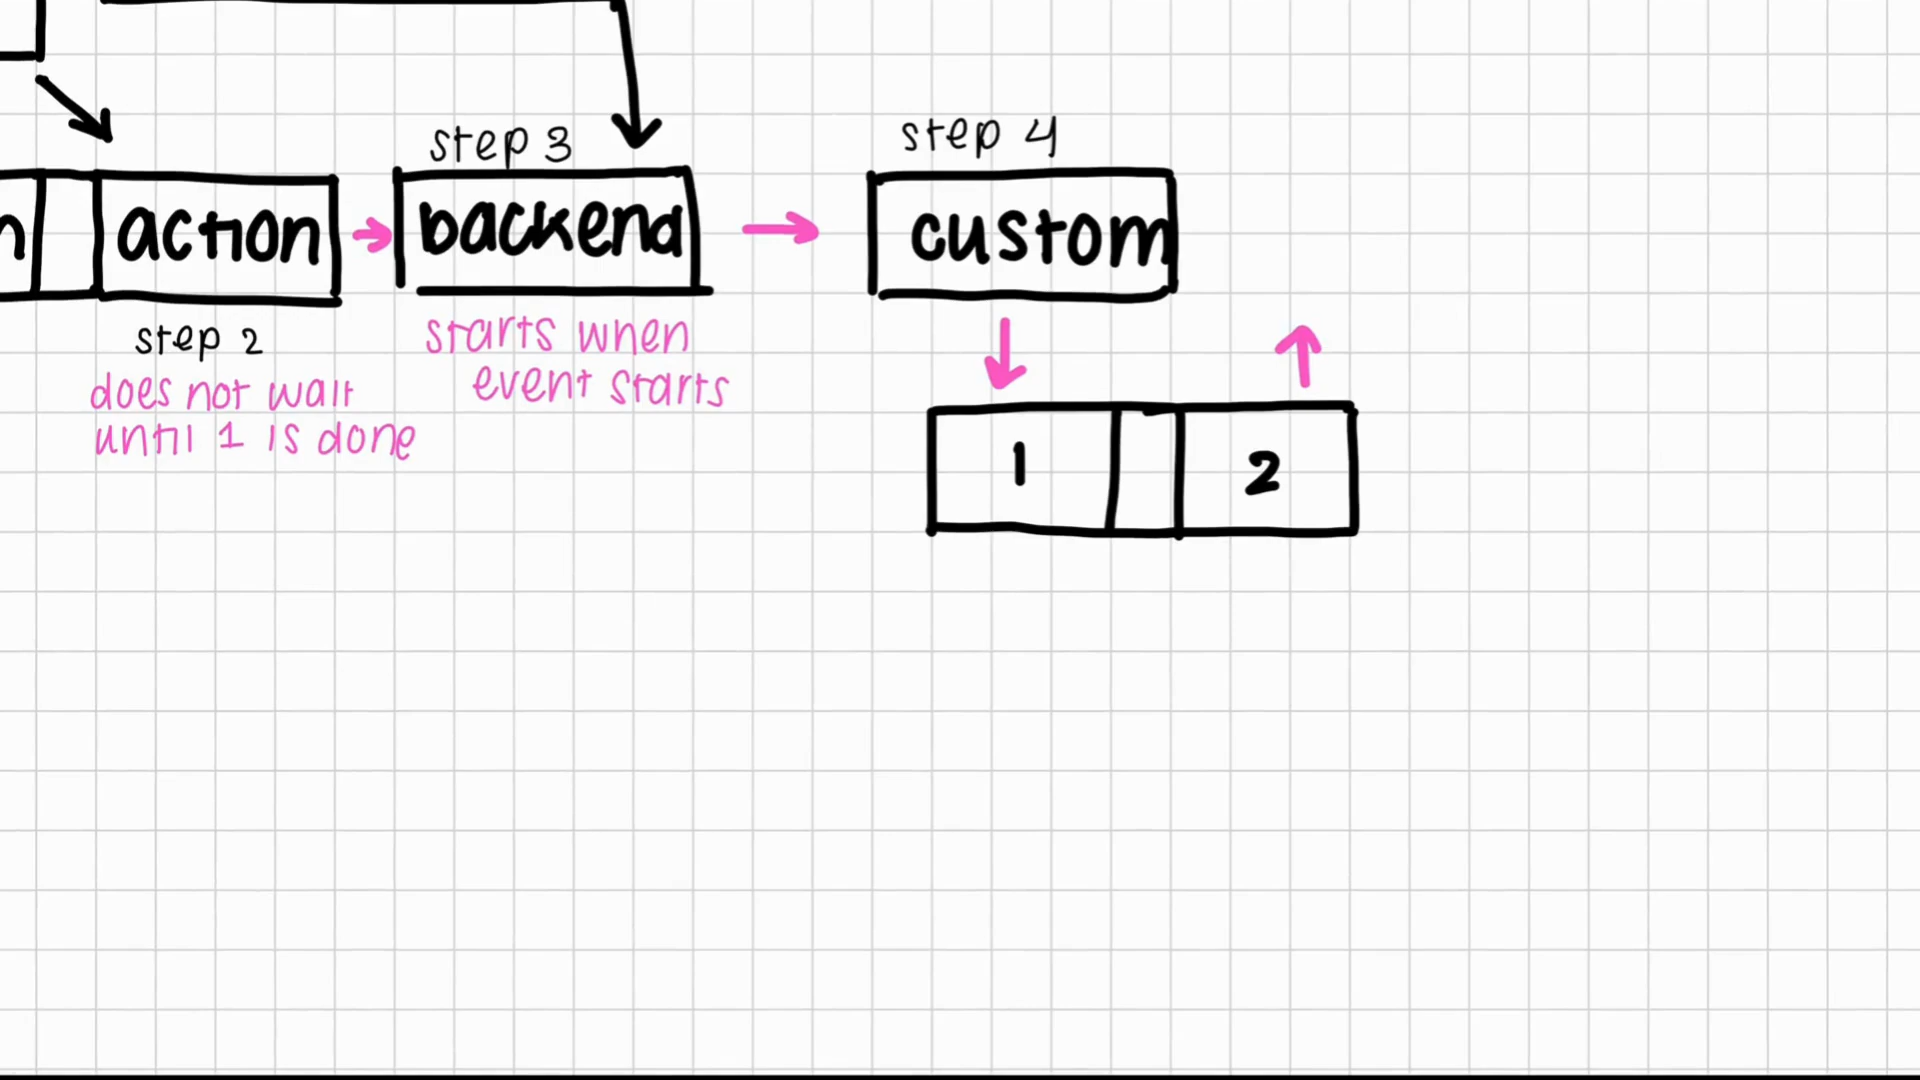 step 3
step 4
n
action
backend
custom
step 2
does not wait
until 1 is done
starts when
event starts
1
2